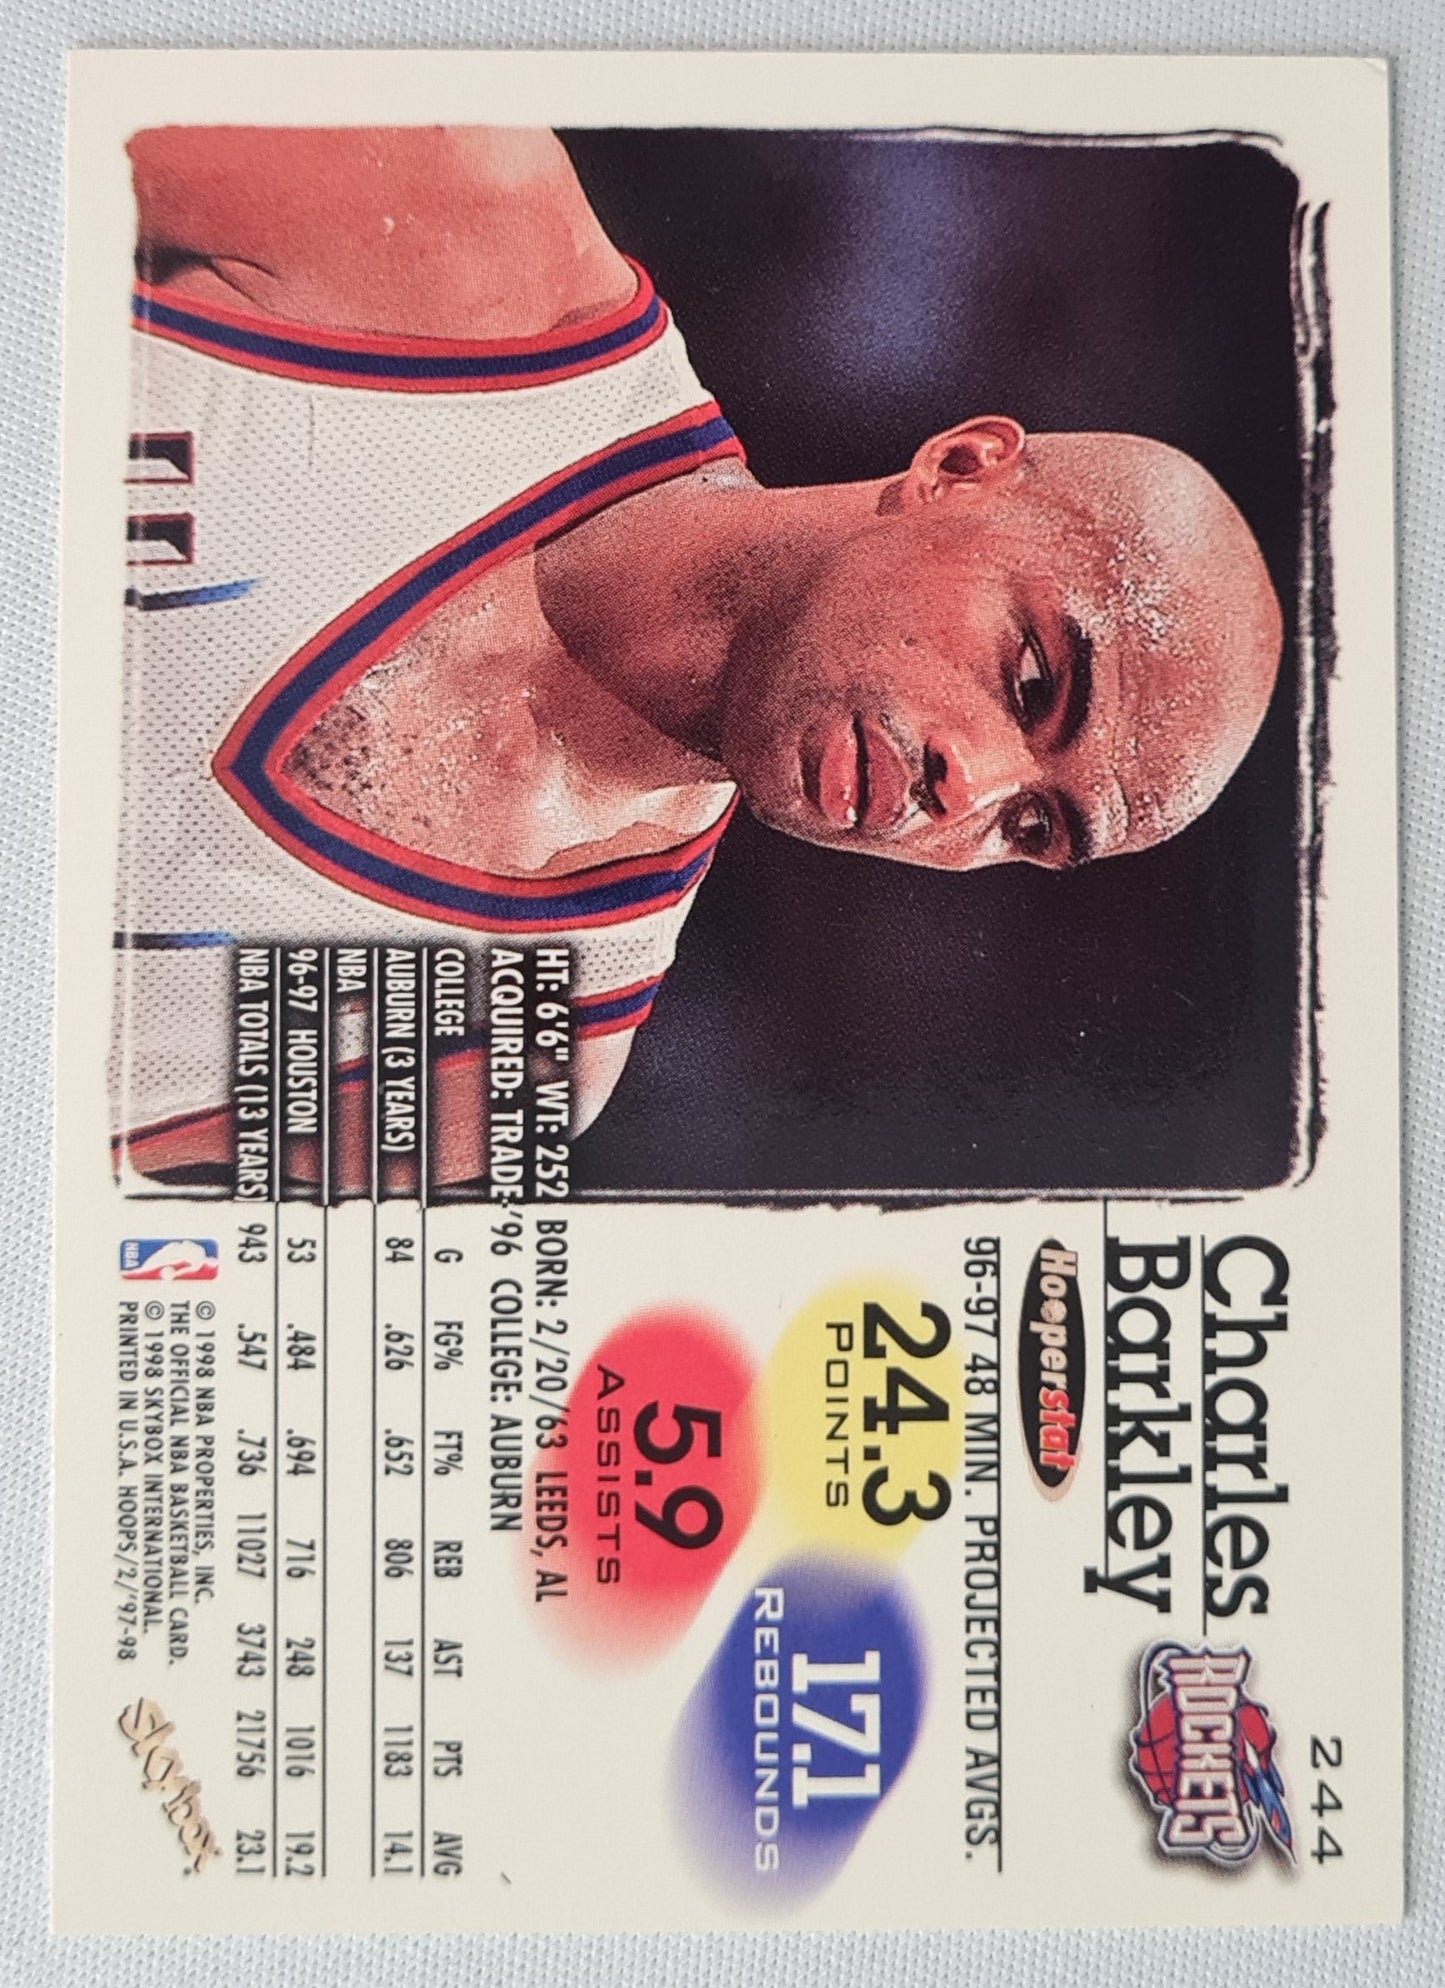 244
Charles
Barkley
ROCKETS
Hooperstat
96-97 48 MIN. PROJECTED AVGS.
24.3
POINTS
17.1
REBOUNDS
5.9
ASSISTS
HT: 6'6" WT: 252 BORN: 2/20/63 LEEDS, AL
ACQUIRED: TRADE-'96 COLLEGE: AUBURN
COLLEGE G FG% FT% REB AST PTS AVG
AUBURN (3 YEARS) 84 .626 .652 806 137 1183 14.1
NBA
96-97 HOUSTON 53 .484 .694 716 248 1016 19.2
NBA TOTALS (13 YEARS) 943 .547 .736 11027 3743 21756 23.1
NBA
© 1998 NBA PROPERTIES, INC.
THE OFFICIAL NBA BASKETBALL CARD.
© 1998 SKYBOX INTERNATIONAL.
PRINTED IN U.S.A. HOOPS/2/'97-98
SkyBox